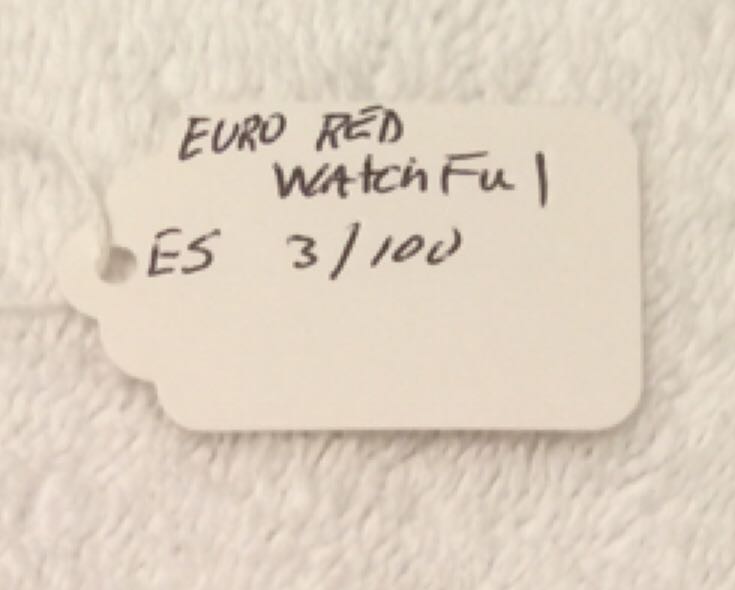 EURO RED
WAtchFul
ES 3/100